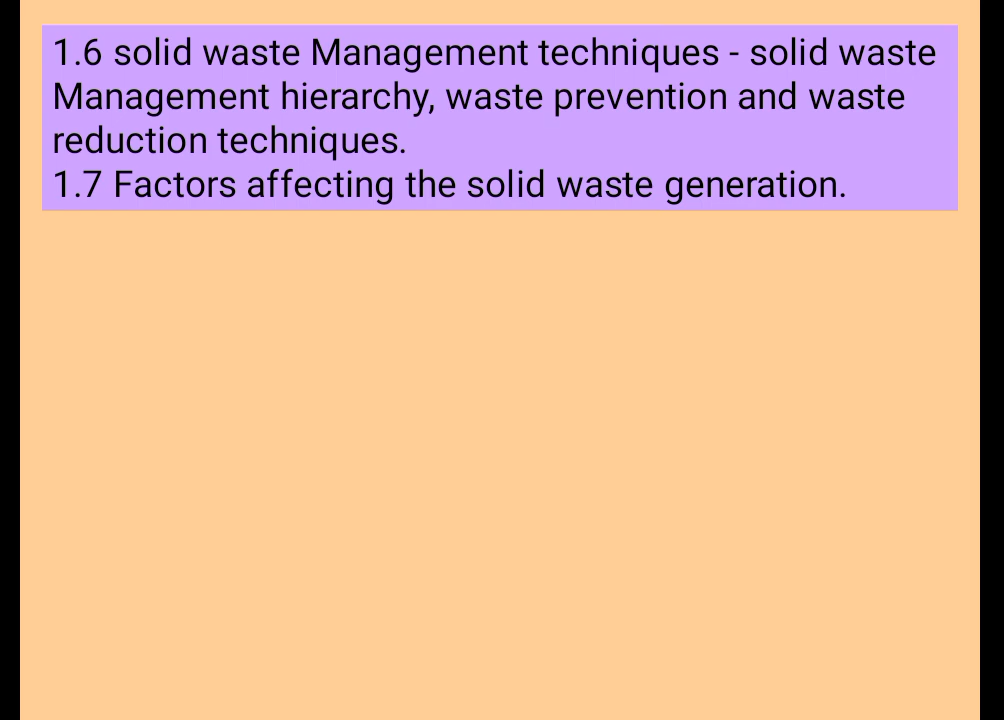 1.6 solid waste Management techniques - solid waste
Management hierarchy, waste prevention and waste
reduction techniques.
1.7 Factors affecting the solid waste generation.